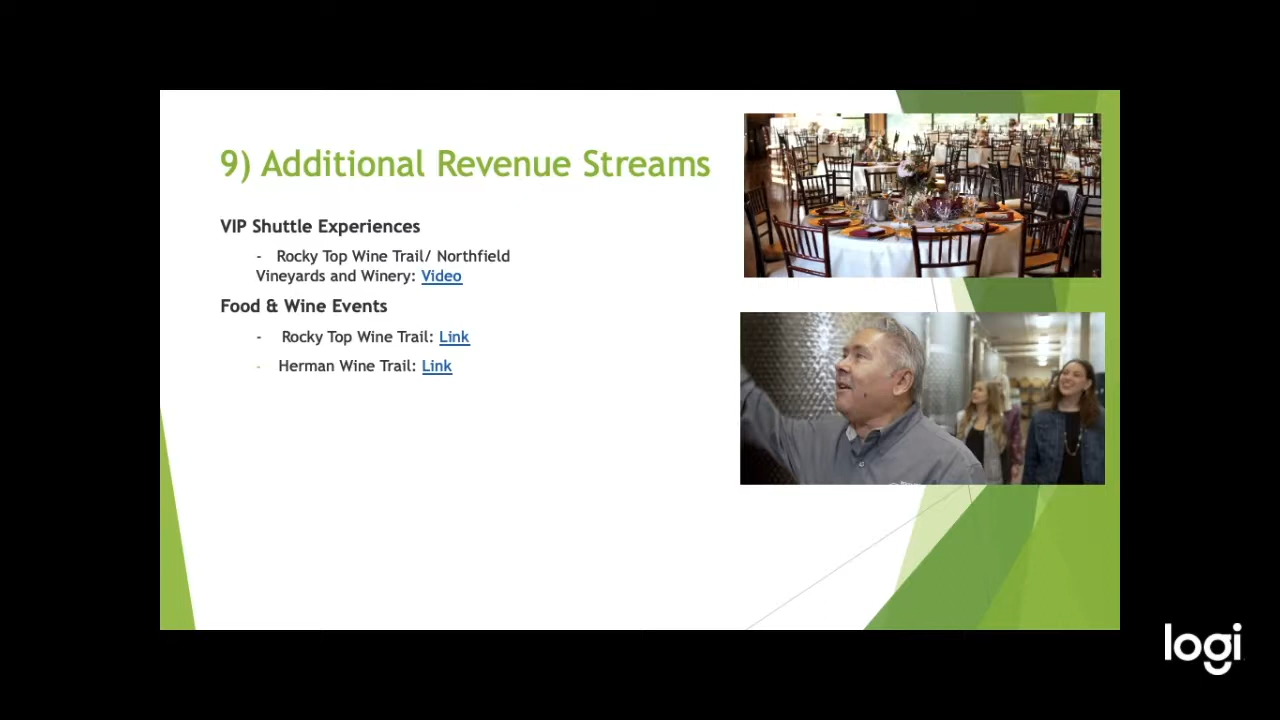 9) Additional Revenue Streams
VIP Shuttle Experiences
- Rocky Top Wine Trail/ Northfield
Vineyards and Winery: Video
Food & Wine Events
- Rocky Top Wine Trail: Link
- Herman Wine Trail: Link
logi